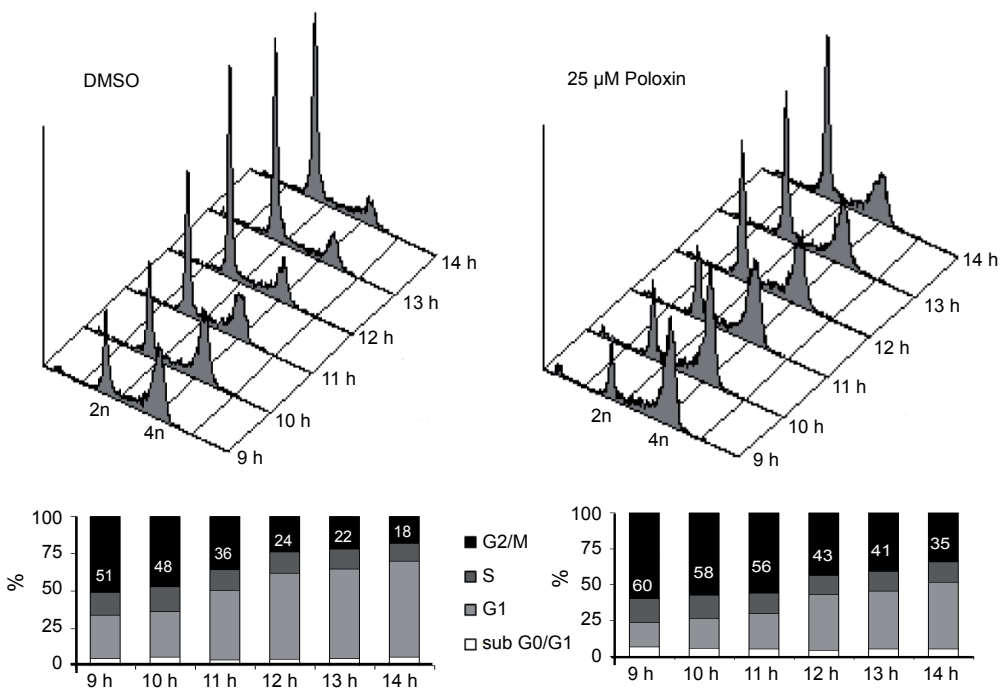 DMSO
25 µM Poloxin
14 h
13 h
12 h
11 h
10 h
9 h
2n
4n
14 h
13 h
12 h
11 h
10 h
9 h
2n
4n
%
100
75
50
25
0
51
48
36
24
22
18
9 h 10 h 11 h 12 h 13 h 14 h
G2/M
S
G1
sub G0/G1
%
100
75
50
25
0
60
58
56
43
41
35
9 h 10 h 11 h 12 h 13 h 14 h